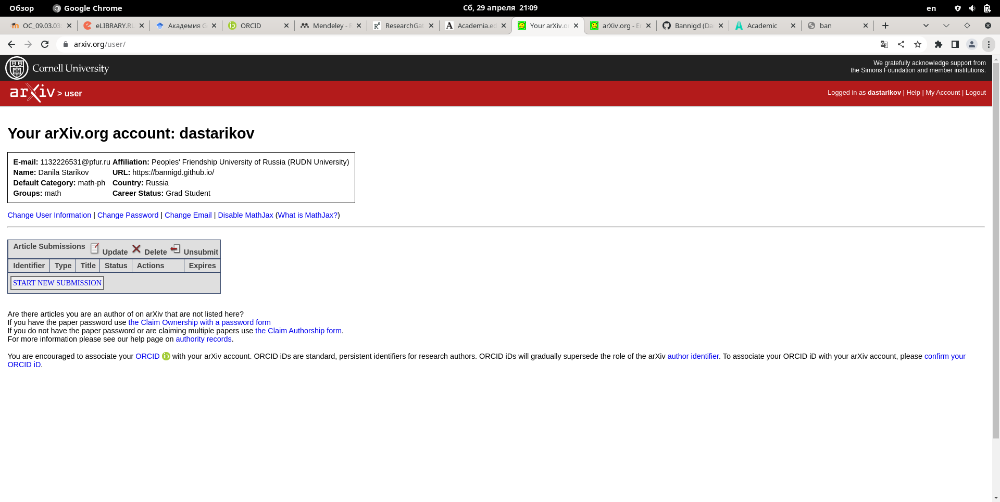 Обзор Google Chrome Сб, 29 апреля 21:09 en
OC_09.03.03 eLIBRARY.RU Академия G ORCID Mendeley - R ResearchGat Academia.ed Your arXiv.o arXiv.org - E Bannigd (Da Academic ban
arxiv.org/user/
Cornell University
We gratefully acknowledge support from
the Simons Foundation and member institutions.
arXiv > user
Logged in as dastarikov | Help | My Account | Logout
Your arXiv.org account: dastarikov
E-mail: 1132226531@pfur.ru Affiliation: Peoples' Friendship University of Russia (RUDN University)
Name: Danila Starikov URL: https://bannigd.github.io/
Default Category: math-ph Country: Russia
Groups: math Career Status: Grad Student
Change User Information | Change Password | Change Email | Disable MathJax (What is MathJax?)
Article Submissions Update Delete Unsubmit
Identifier Type Title Status Actions Expires
START NEW SUBMISSION
Are there articles you are an author of on arXiv that are not listed here?
If you have the paper password use the Claim Ownership with a password form
If you do not have the paper password or are claiming multiple papers use the Claim Authorship form.
For more information please see our help page on authority records.
You are encouraged to associate your ORCID iD with your arXiv account. ORCID iDs are standard, persistent identifiers for research authors. ORCID iDs will gradually supersede the role of the arXiv author identifier. To associate your ORCID iD with your arXiv account, please confirm your
ORCID iD.